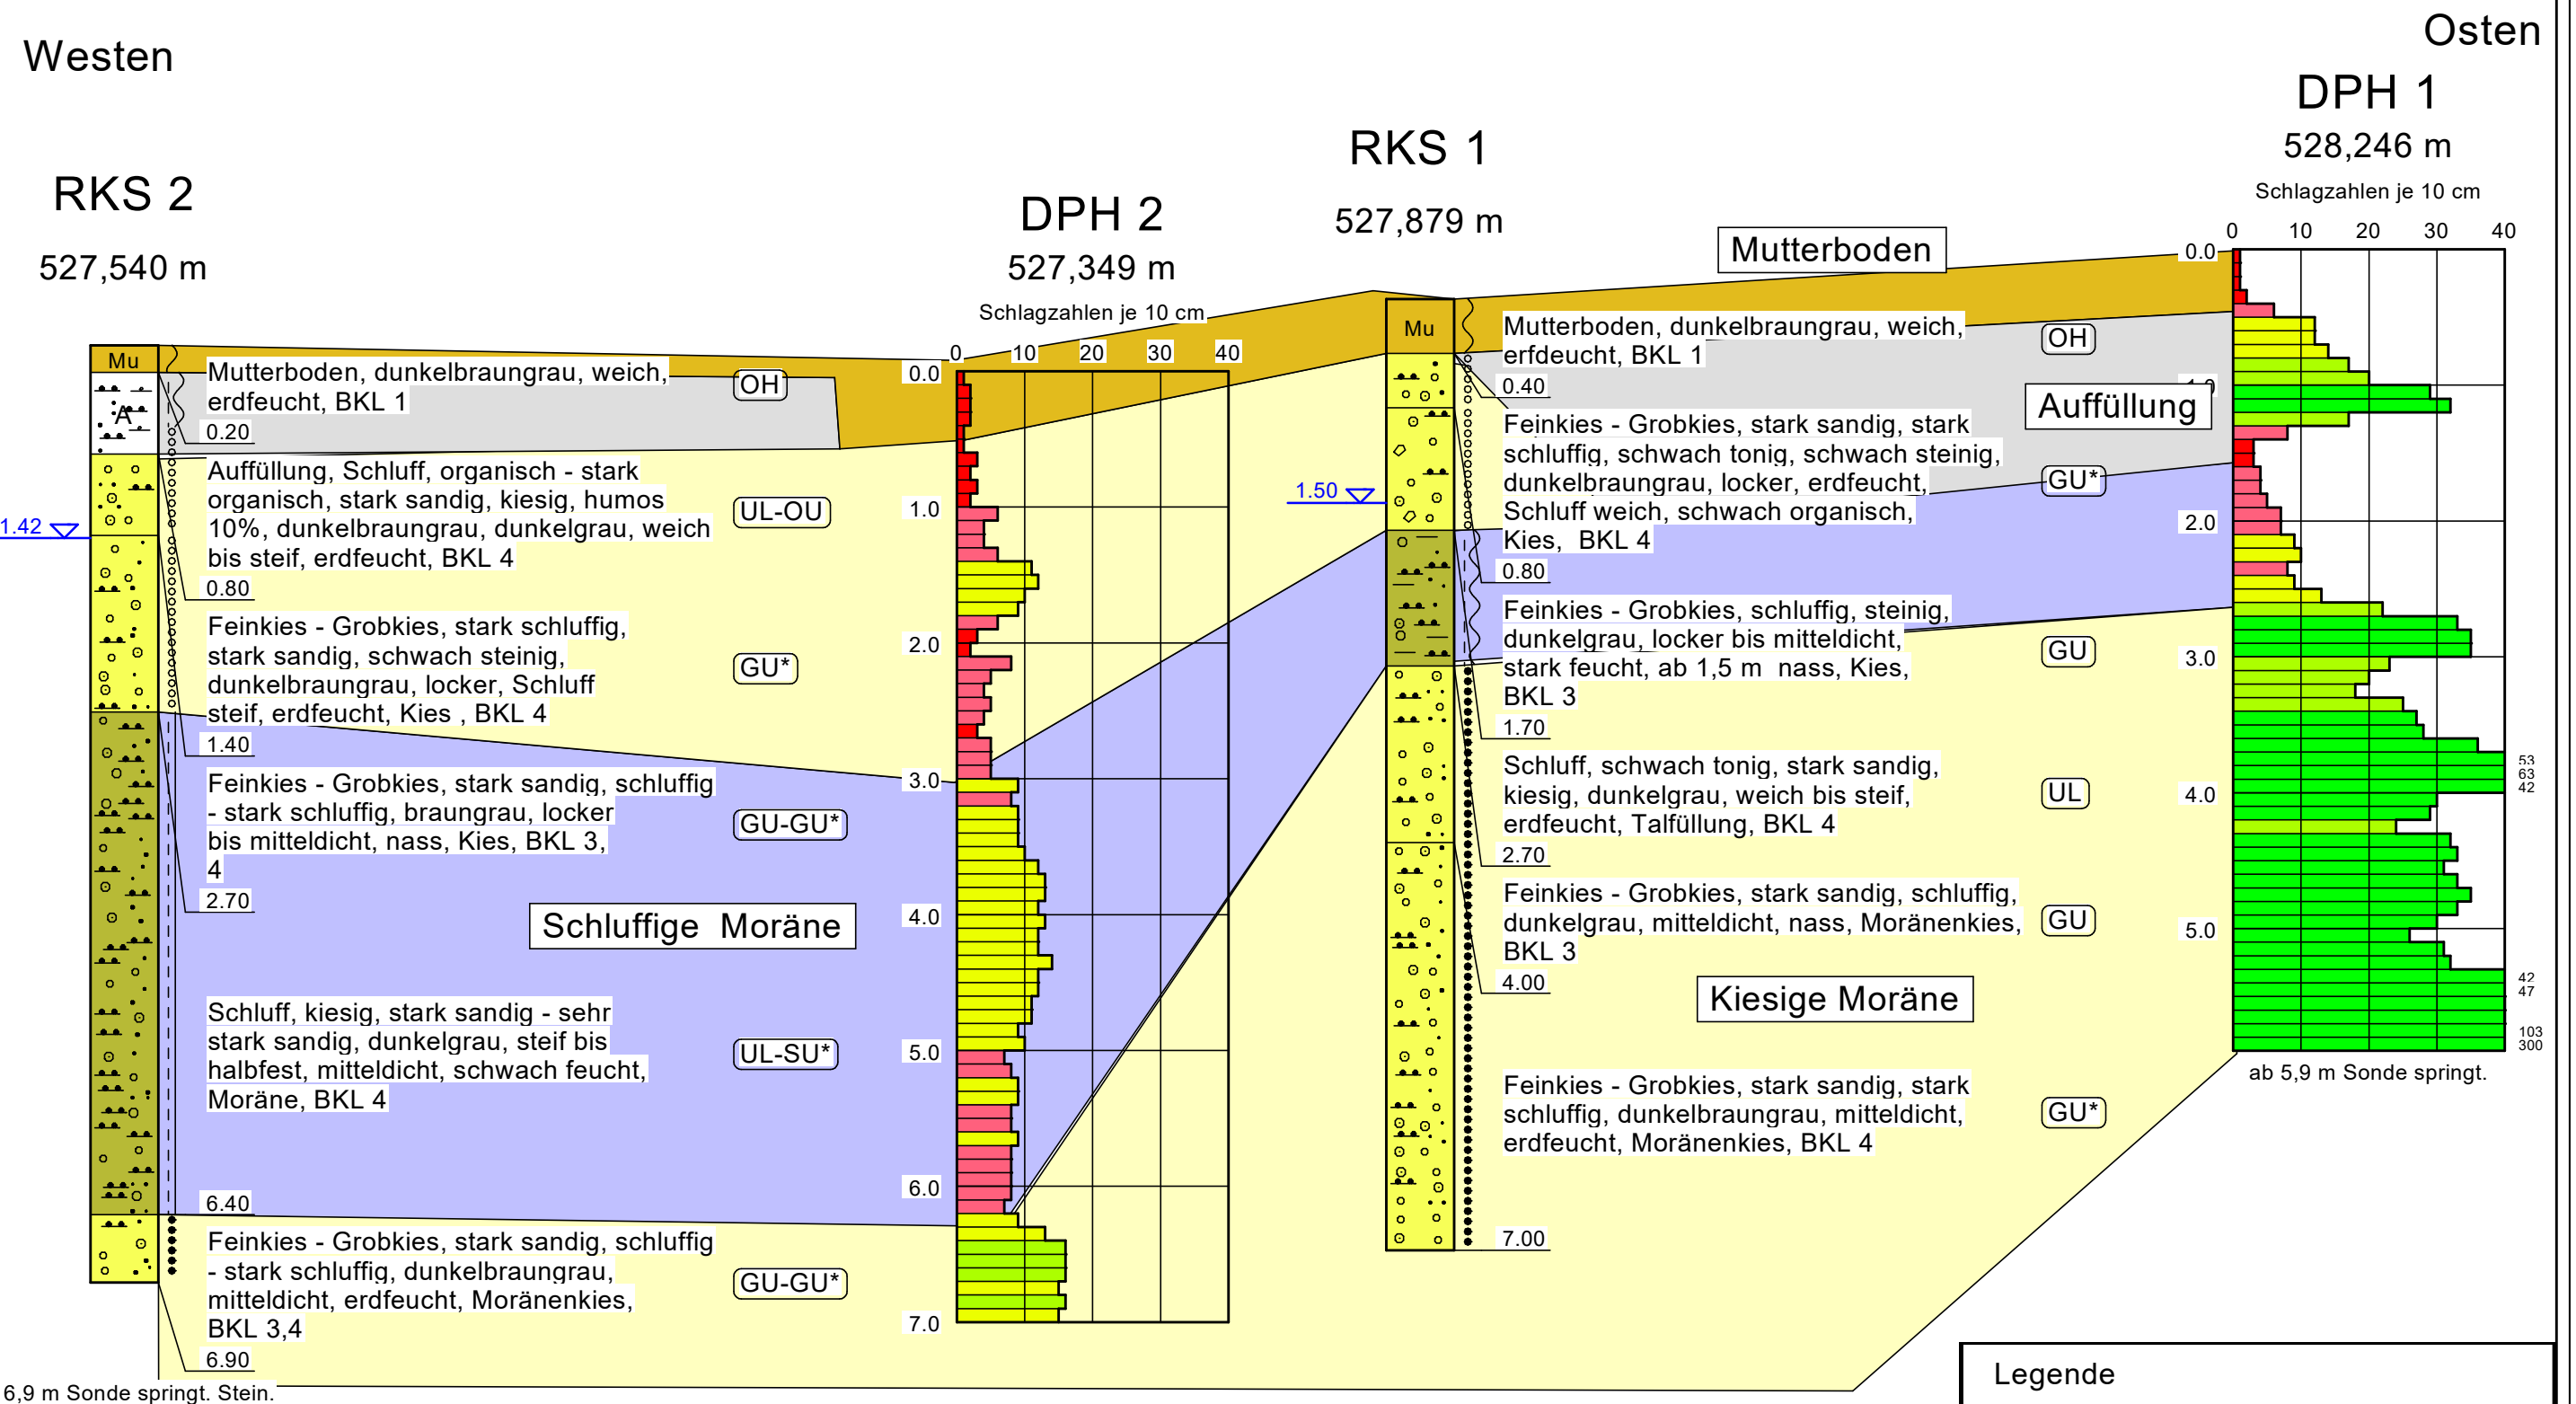 Westen
Osten
RKS 2
527,540 m
DPH 2
527,349 m
Schlagzahlen je 10 cm
RKS 1
527,879 m
DPH 1
528,246 m
Schlagzahlen je 10 cm
0 10 20 30 40
0.0
2.0
3.0
4.0
5.0
53
63
42
42
47
103
300
ab 5,9 m Sonde springt.
Mutterboden
Auffüllung
Schluffige Moräne
Kiesige Moräne
Mu
A
1.42
Mutterboden, dunkelbraungrau, weich,
erdfeucht, BKL 1
OH
0.20
Auffüllung, Schluff, organisch - stark
organisch, stark sandig, kiesig, humos
10%, dunkelbraungrau, dunkelgrau, weich
bis steif, erdfeucht, BKL 4
UL-OU
0.80
Feinkies - Grobkies, stark schluffig,
stark sandig, schwach steinig,
dunkelbraungrau, locker, Schluff
steif, erdfeucht, Kies , BKL 4
GU*
1.40
Feinkies - Grobkies, stark sandig, schluffig
- stark schluffig, braungrau, locker
bis mitteldicht, nass, Kies, BKL 3,
4
GU-GU*
2.70
Schluff, kiesig, stark sandig - sehr
stark sandig, dunkelgrau, steif bis
halbfest, mitteldicht, schwach feucht,
Moräne, BKL 4
UL-SU*
6.40
Feinkies - Grobkies, stark sandig, schluffig
- stark schluffig, dunkelbraungrau,
mitteldicht, erdfeucht, Moränenkies,
BKL 3,4
GU-GU*
6.90
6,9 m Sonde springt. Stein.
0 10 20 30 40
0.0
1.0
2.0
3.0
4.0
5.0
6.0
7.0
Mu
1.50
Mutterboden, dunkelbraungrau, weich,
erfdeucht, BKL 1
OH
0.40
Feinkies - Grobkies, stark sandig, stark
schluffig, schwach tonig, schwach steinig,
dunkelbraungrau, locker, erdfeucht,
Schluff weich, schwach organisch,
Kies, BKL 4
GU*
0.80
Feinkies - Grobkies, schluffig, steinig,
dunkelgrau, locker bis mitteldicht,
stark feucht, ab 1,5 m nass, Kies,
BKL 3
GU
1.70
Schluff, schwach tonig, stark sandig,
kiesig, dunkelgrau, weich bis steif,
erdfeucht, Talfüllung, BKL 4
UL
2.70
Feinkies - Grobkies, stark sandig, schluffig,
dunkelgrau, mitteldicht, nass, Moränenkies,
BKL 3
GU
4.00
Feinkies - Grobkies, stark sandig, stark
schluffig, dunkelbraungrau, mitteldicht,
erdfeucht, Moränenkies, BKL 4
GU*
7.00
Legende